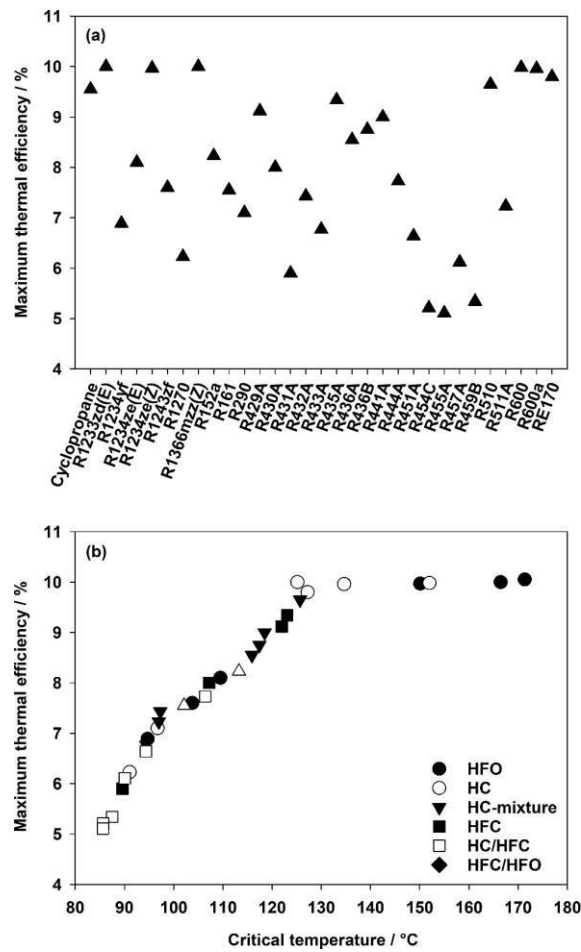 (a)
Maximum thermal efficiency / %
11
10
9
8
7
6
5
4
Cyclopropane
R1233zd(E)
R1234yf
R1234ze(E)
R1234ze(Z)
R1243zf
R1270
R1366mzz(Z)
R152a
R161
R290
R429A
R430A
R431A
R432A
R433A
R435A
R436A
R436B
R441A
R444A
R451A
R454C
R455A
R457A
R459B
R510
R511A
R600
R600a
RE170
(b)
Maximum thermal efficiency / %
11
10
9
8
7
6
5
4
HFO
HC
HC-mixture
HFC
HC/HFC
HFC/HFO
80 90 100 110 120 130 140 150 160 170 180
Critical temperature / °C